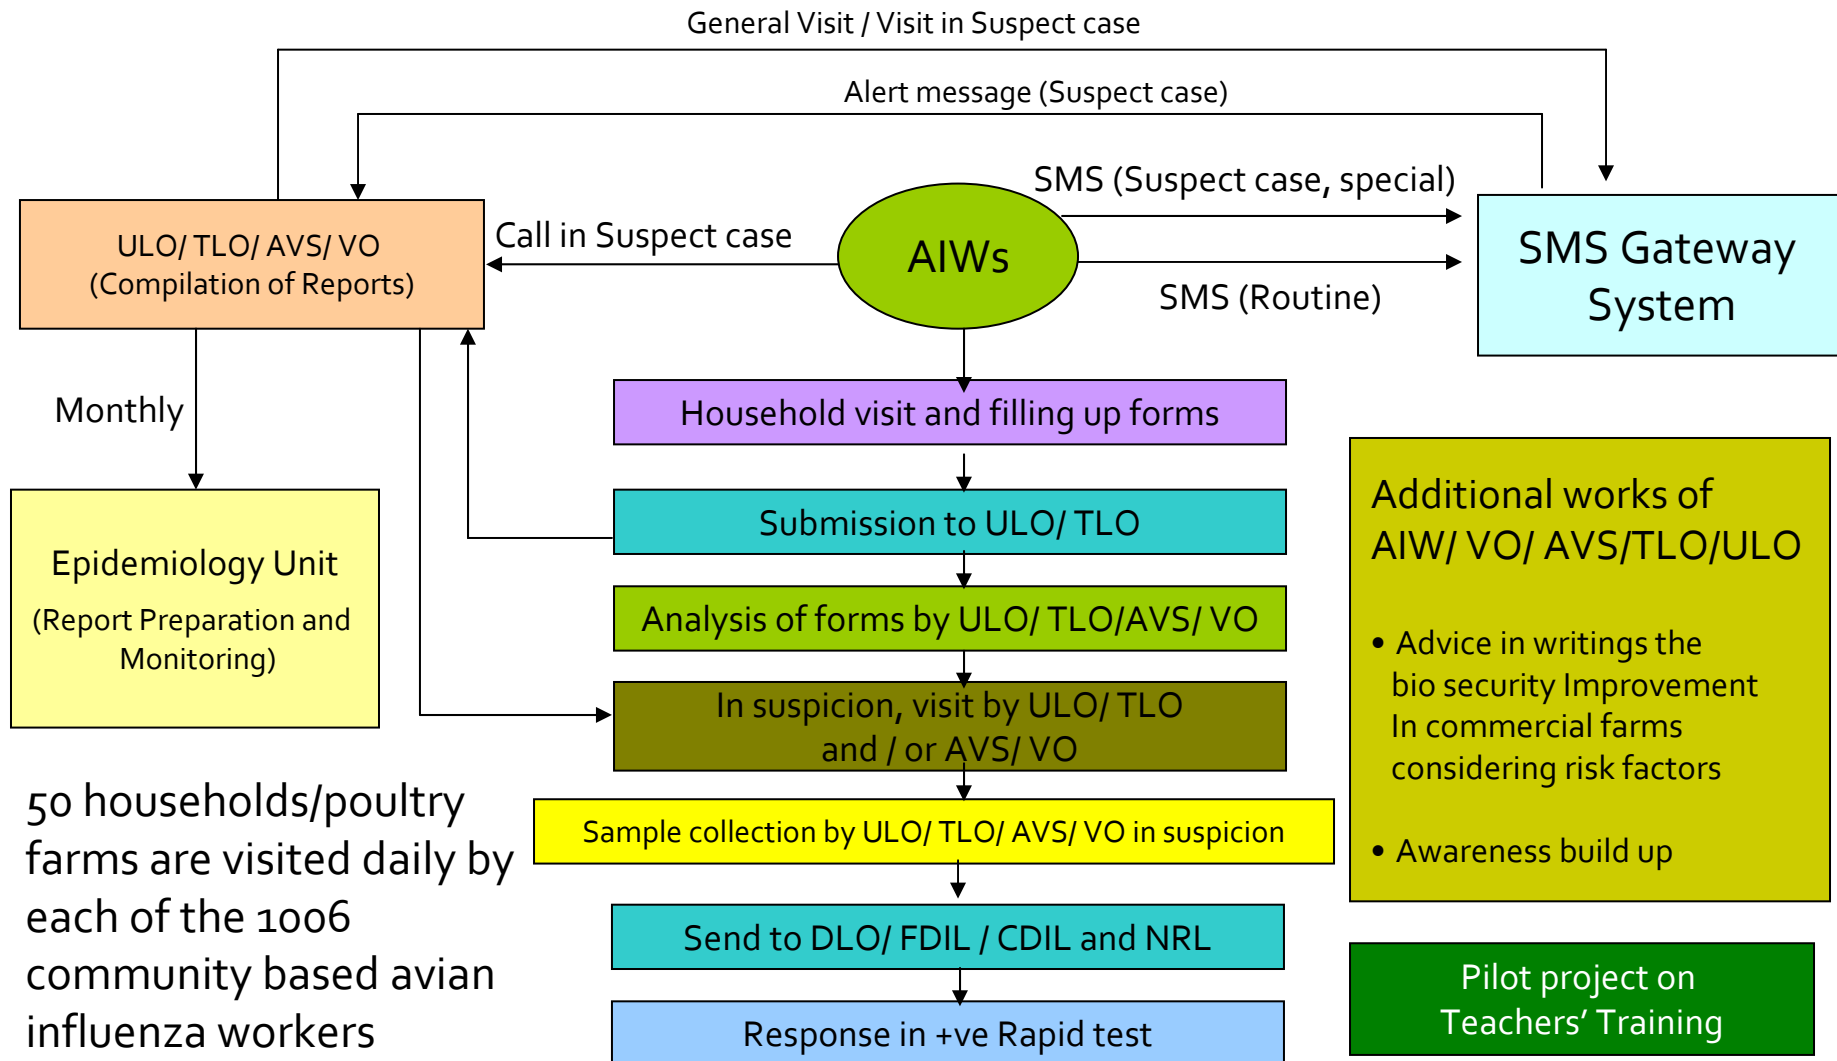 General Visit / Visit in Suspect case
Alert message (Suspect case)
SMS (Suspect case, special)
ULO/ TLO/ AVS/ VO
(Compilation of Reports)
Call in Suspect case
AIWs
SMS (Routine)
SMS Gateway
System
Monthly
Household visit and filling up forms
Submission to ULO/ TLO
Analysis of forms by ULO/ TLO/AVS/ VO
In suspicion, visit by ULO/ TLO
and / or AVS/ VO
Sample collection by ULO/ TLO/ AVS/ VO in suspicion
Send to DLO/ FDIL / CDIL and NRL
Response in +ve Rapid test
Epidemiology Unit
(Report Preparation and
Monitoring)
50 households/poultry
farms are visited daily by
each of the 1006
community based avian
influenza workers
Additional works of
AIW/ VO/ AVS/TLO/ULO
• Advice in writings the
bio security Improvement
In commercial farms
considering risk factors
• Awareness build up
Pilot project on
Teachers’ Training